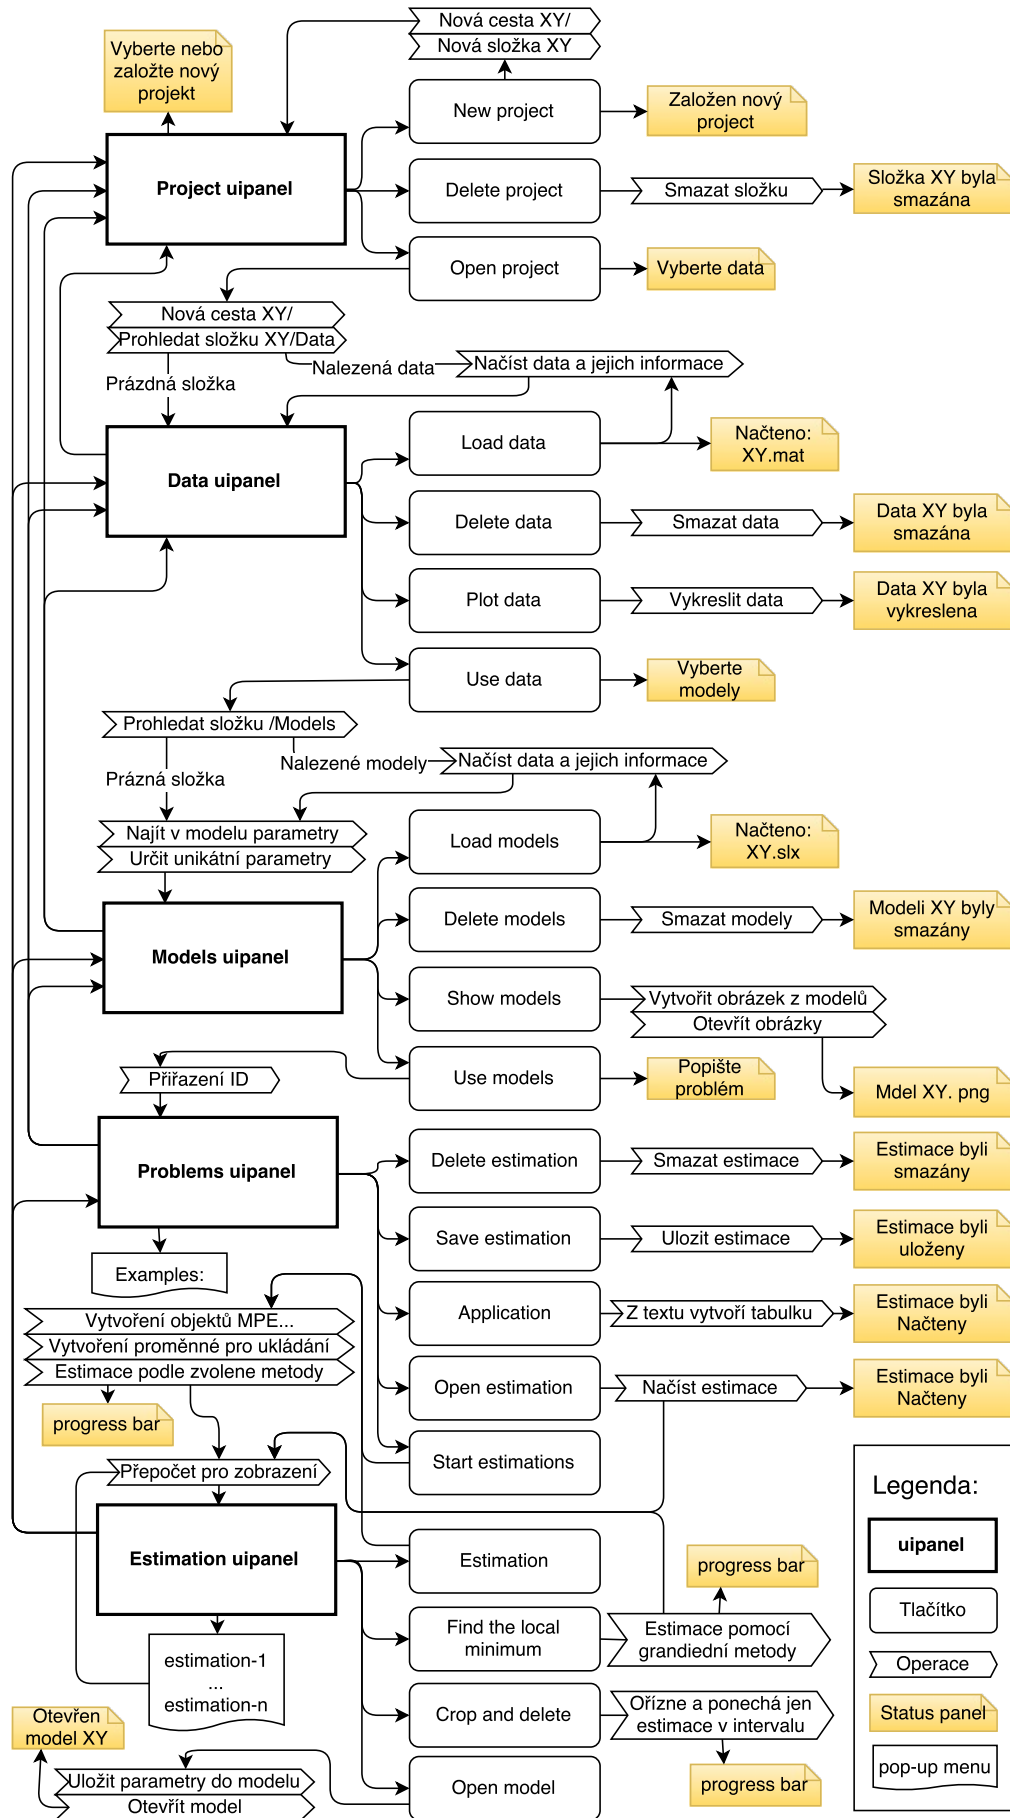 Nová cesta XY/
Nová složka XY
Vyberte nebo
založte nový
projekt
New project
Založen nový
project
Project uipanel
Delete project
Smazat složku
Složka XY byla
smazána
Open project
Vyberte data
Nová cesta XY/
Prohledat složku XY/Data
Prázdná složka
Nalezená data
Načíst data a jejich informace
Load data
Načteno:
XY.mat
Data uipanel
Delete data
Smazat data
Data XY byla
smazána
Plot data
Vykreslit data
Data XY byla
vykreslena
Use data
Vyberte
modely
Prohledat složku /Models
Prázná složka
Nalezené modely
Načíst data a jejich informace
Najít v modelu parametry
Určit unikátní parametry
Load models
Načteno:
XY.slx
Models uipanel
Delete models
Smazat modely
Modeli XY byly
smazány
Show models
Vytvořit obrázek z modelů
Otevřít obrázky
Use models
Popište
problém
Mdel XY. png
Přiřazení ID
Problems uipanel
Delete estimation
Smazat estimace
Estimace byli
smazány
Save estimation
Ulozit estimace
Estimace byli
uloženy
Examples:
Application
Z textu vytvoří tabulku
Estimace byli
Načteny
Vytvoření objektů MPE...
Vytvoření proměnné pro ukládání
Estimace podle zvolene metody
progress bar
Open estimation
Načíst estimace
Estimace byli
Načteny
Start estimations
Přepočet pro zobrazení
Estimation uipanel
Estimation
progress bar
Find the local
minimum
Estimace pomocí
grandiední metody
estimation-1
...
estimation-n
Crop and delete
Ořízne a ponechá jen
estimace v intervalu
progress bar
Otevřen
model XY
Uložit parametry do modelu
Otevřít model
Open model
Legenda:
uipanel
Tlačítko
Operace
Status panel
pop-up menu